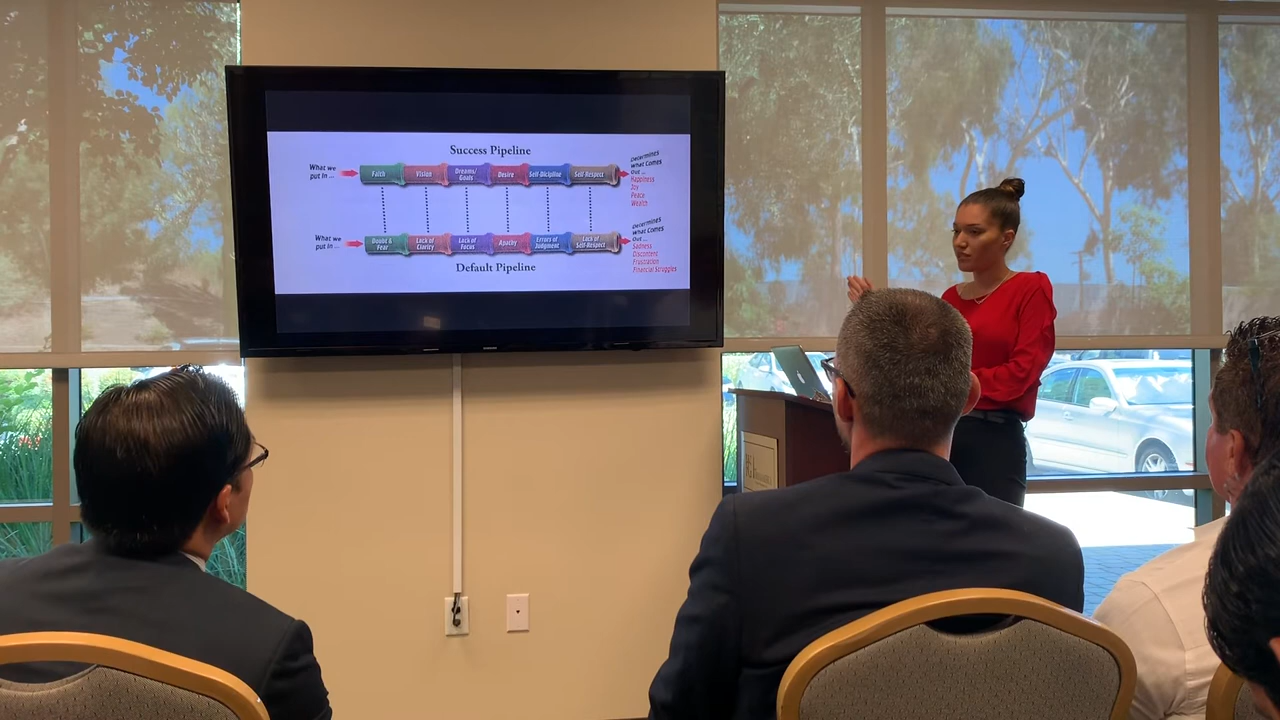 Success Pipeline
What we
put In ...
Faith
Vision
Dreams/
Goals
Desire
Self-Dicipline
Self-Respect
Determines
What Comes
Out ...
Happiness
Joy
Peace
Wealth
What we
put In ...
Doubt &
Fear
Lack of
Clarity
Lack of
Focus
Apachy
Errors of
Judgment
Lack of
Self-Respect
Determines
What Comes
Out ...
Sadness
Discontent
Frustration
Financial Struggles
Default Pipeline